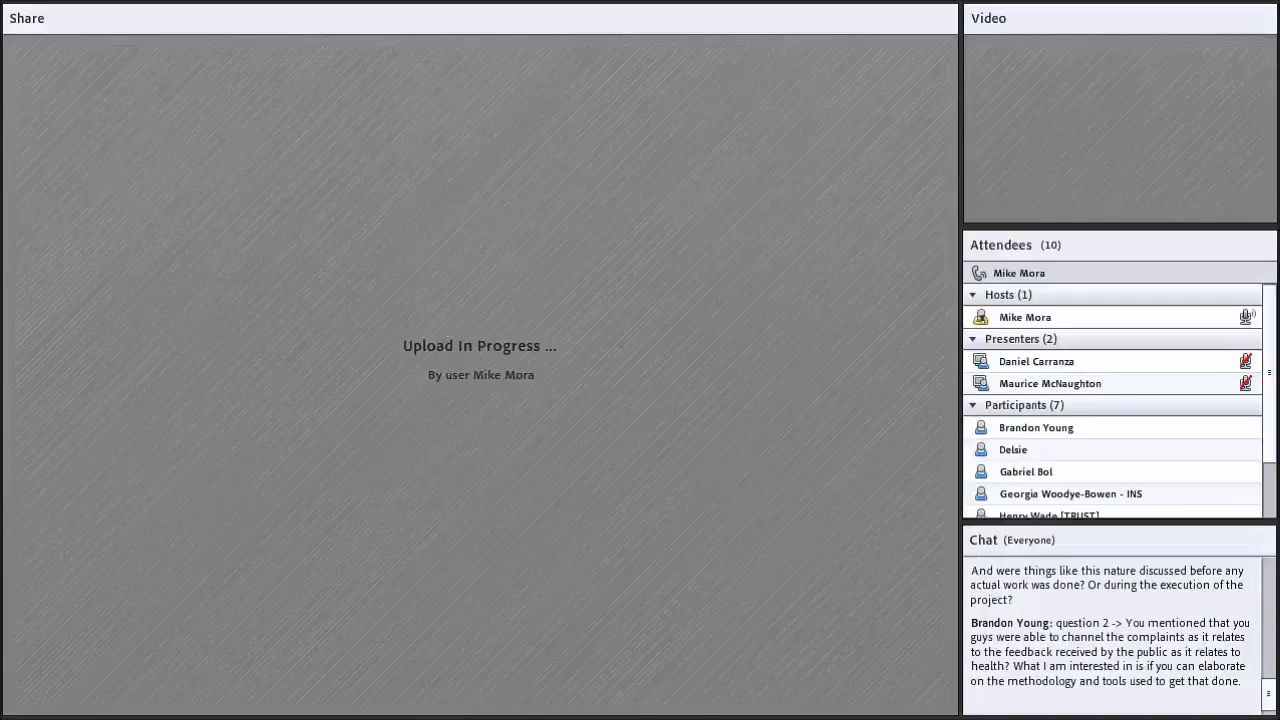 Share
Upload In Progress ...
By user Mike Mora
Video
Attendees (10)
Mike Mora
Hosts (1)
Mike Mora
Presenters (2)
Daniel Carranza
Maurice McNaughton
Participants (7)
Brandon Young
Delsie
Gabriel Bol
Georgia Woodye-Bowen - INS
Henry Wade [TRUST]
Chat (Everyone)
And were things like this nature discussed before any
actual work was done? Or during the execution of the
project?
Brandon Young: question 2 -> You mentioned that you
guys were able to channel the complaints as it relates
to the feedback received by the public as it relates to
health? What I am interested in is if you can elaborate
on the methodology and tools used to get that done.